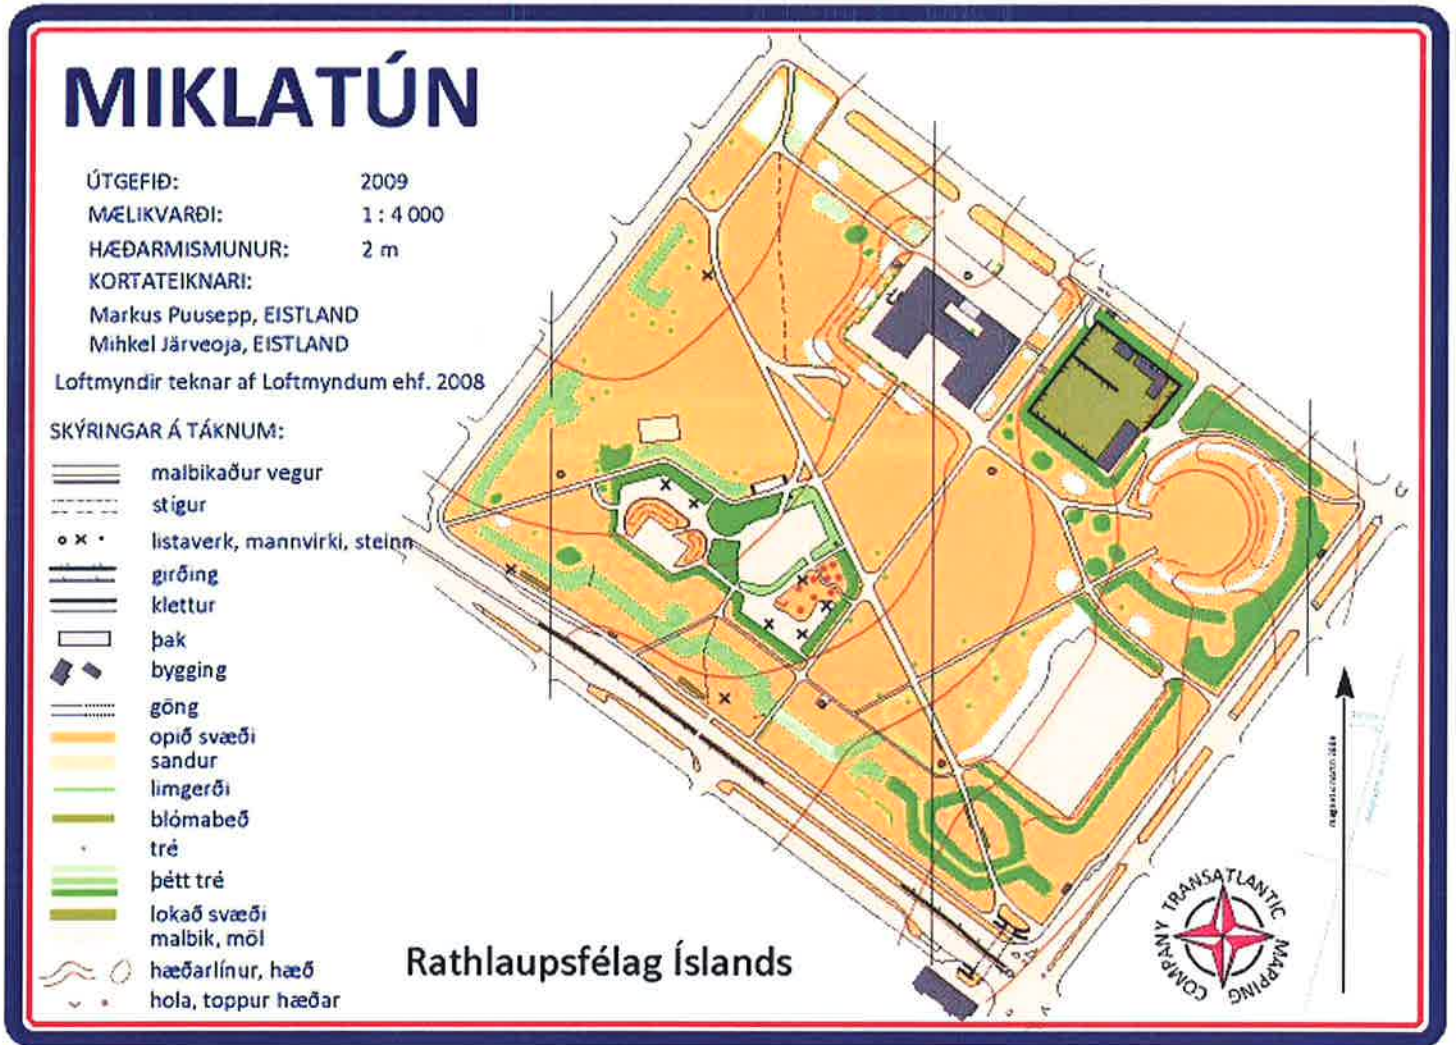 MIKLATÚN
ÚTGEFIÐ: 2009
MÆLIKVARÐI: 1 : 4 000
HÆÐARMISMUNUR: 2 m
KORTATEIKNARI:
Markus Puusepp, EISTLAND
Mihkel Järveoja, EISTLAND
Loftmyndir teknar af Loftmyndum ehf. 2008
SKÝRINGAR Á TÁKNUM:
malbikaður vegur
stígur
listaverk, mannvirki, steinn
girðing
klettur
þak
bygging
göng
opið svæði
sandur
limgerði
blómabeð
tré
þétt tré
lokað svæði
malbik, möl
hæðarlínur, hæð
hola, toppur hæðar
Rathlaupsfélag Íslands
TRANSATLANTIC MAPPING COMPANY